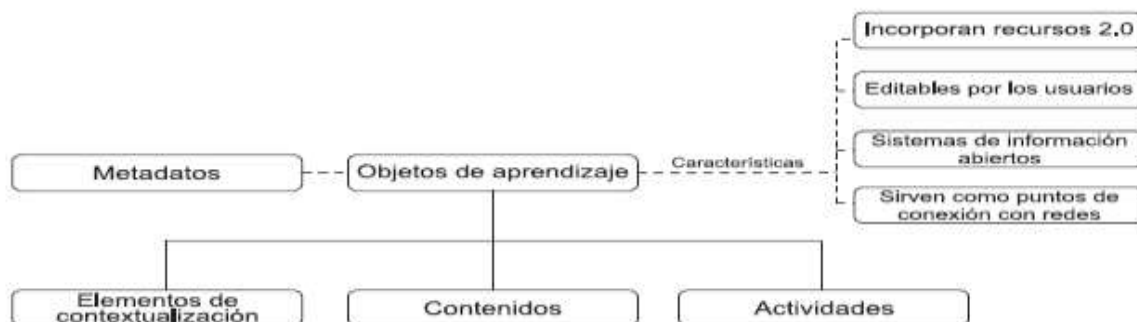 Incorporan recursos 2.0
Editables por los usuarios
Sistemas de información
abiertos
Sirven como puntos de
conexión con redes
Metadatos
Objetos de aprendizaje
Características
Elementos de
contextualización
Contenidos
Actividades